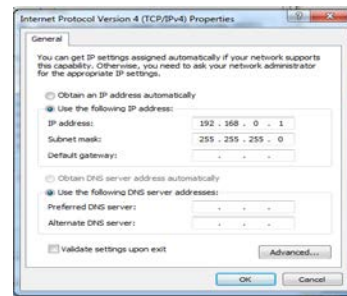 Internet Protocol Version 4 (TCP/IPv4) Properties
General
You can get IP settings assigned automatically if your network supports
this capability. Otherwise, you need to ask your network administrator
for the appropriate IP settings.
Obtain an IP address automatically
Use the following IP address:
IP address: 192 . 168 . 0 . 1
Subnet mask: 255 . 255 . 255 . 0
Default gateway: . . .
Obtain DNS server address automatically
Use the following DNS server addresses:
Preferred DNS server: . . .
Alternate DNS server: . . .
Validate settings upon exit
Advanced...
OK Cancel